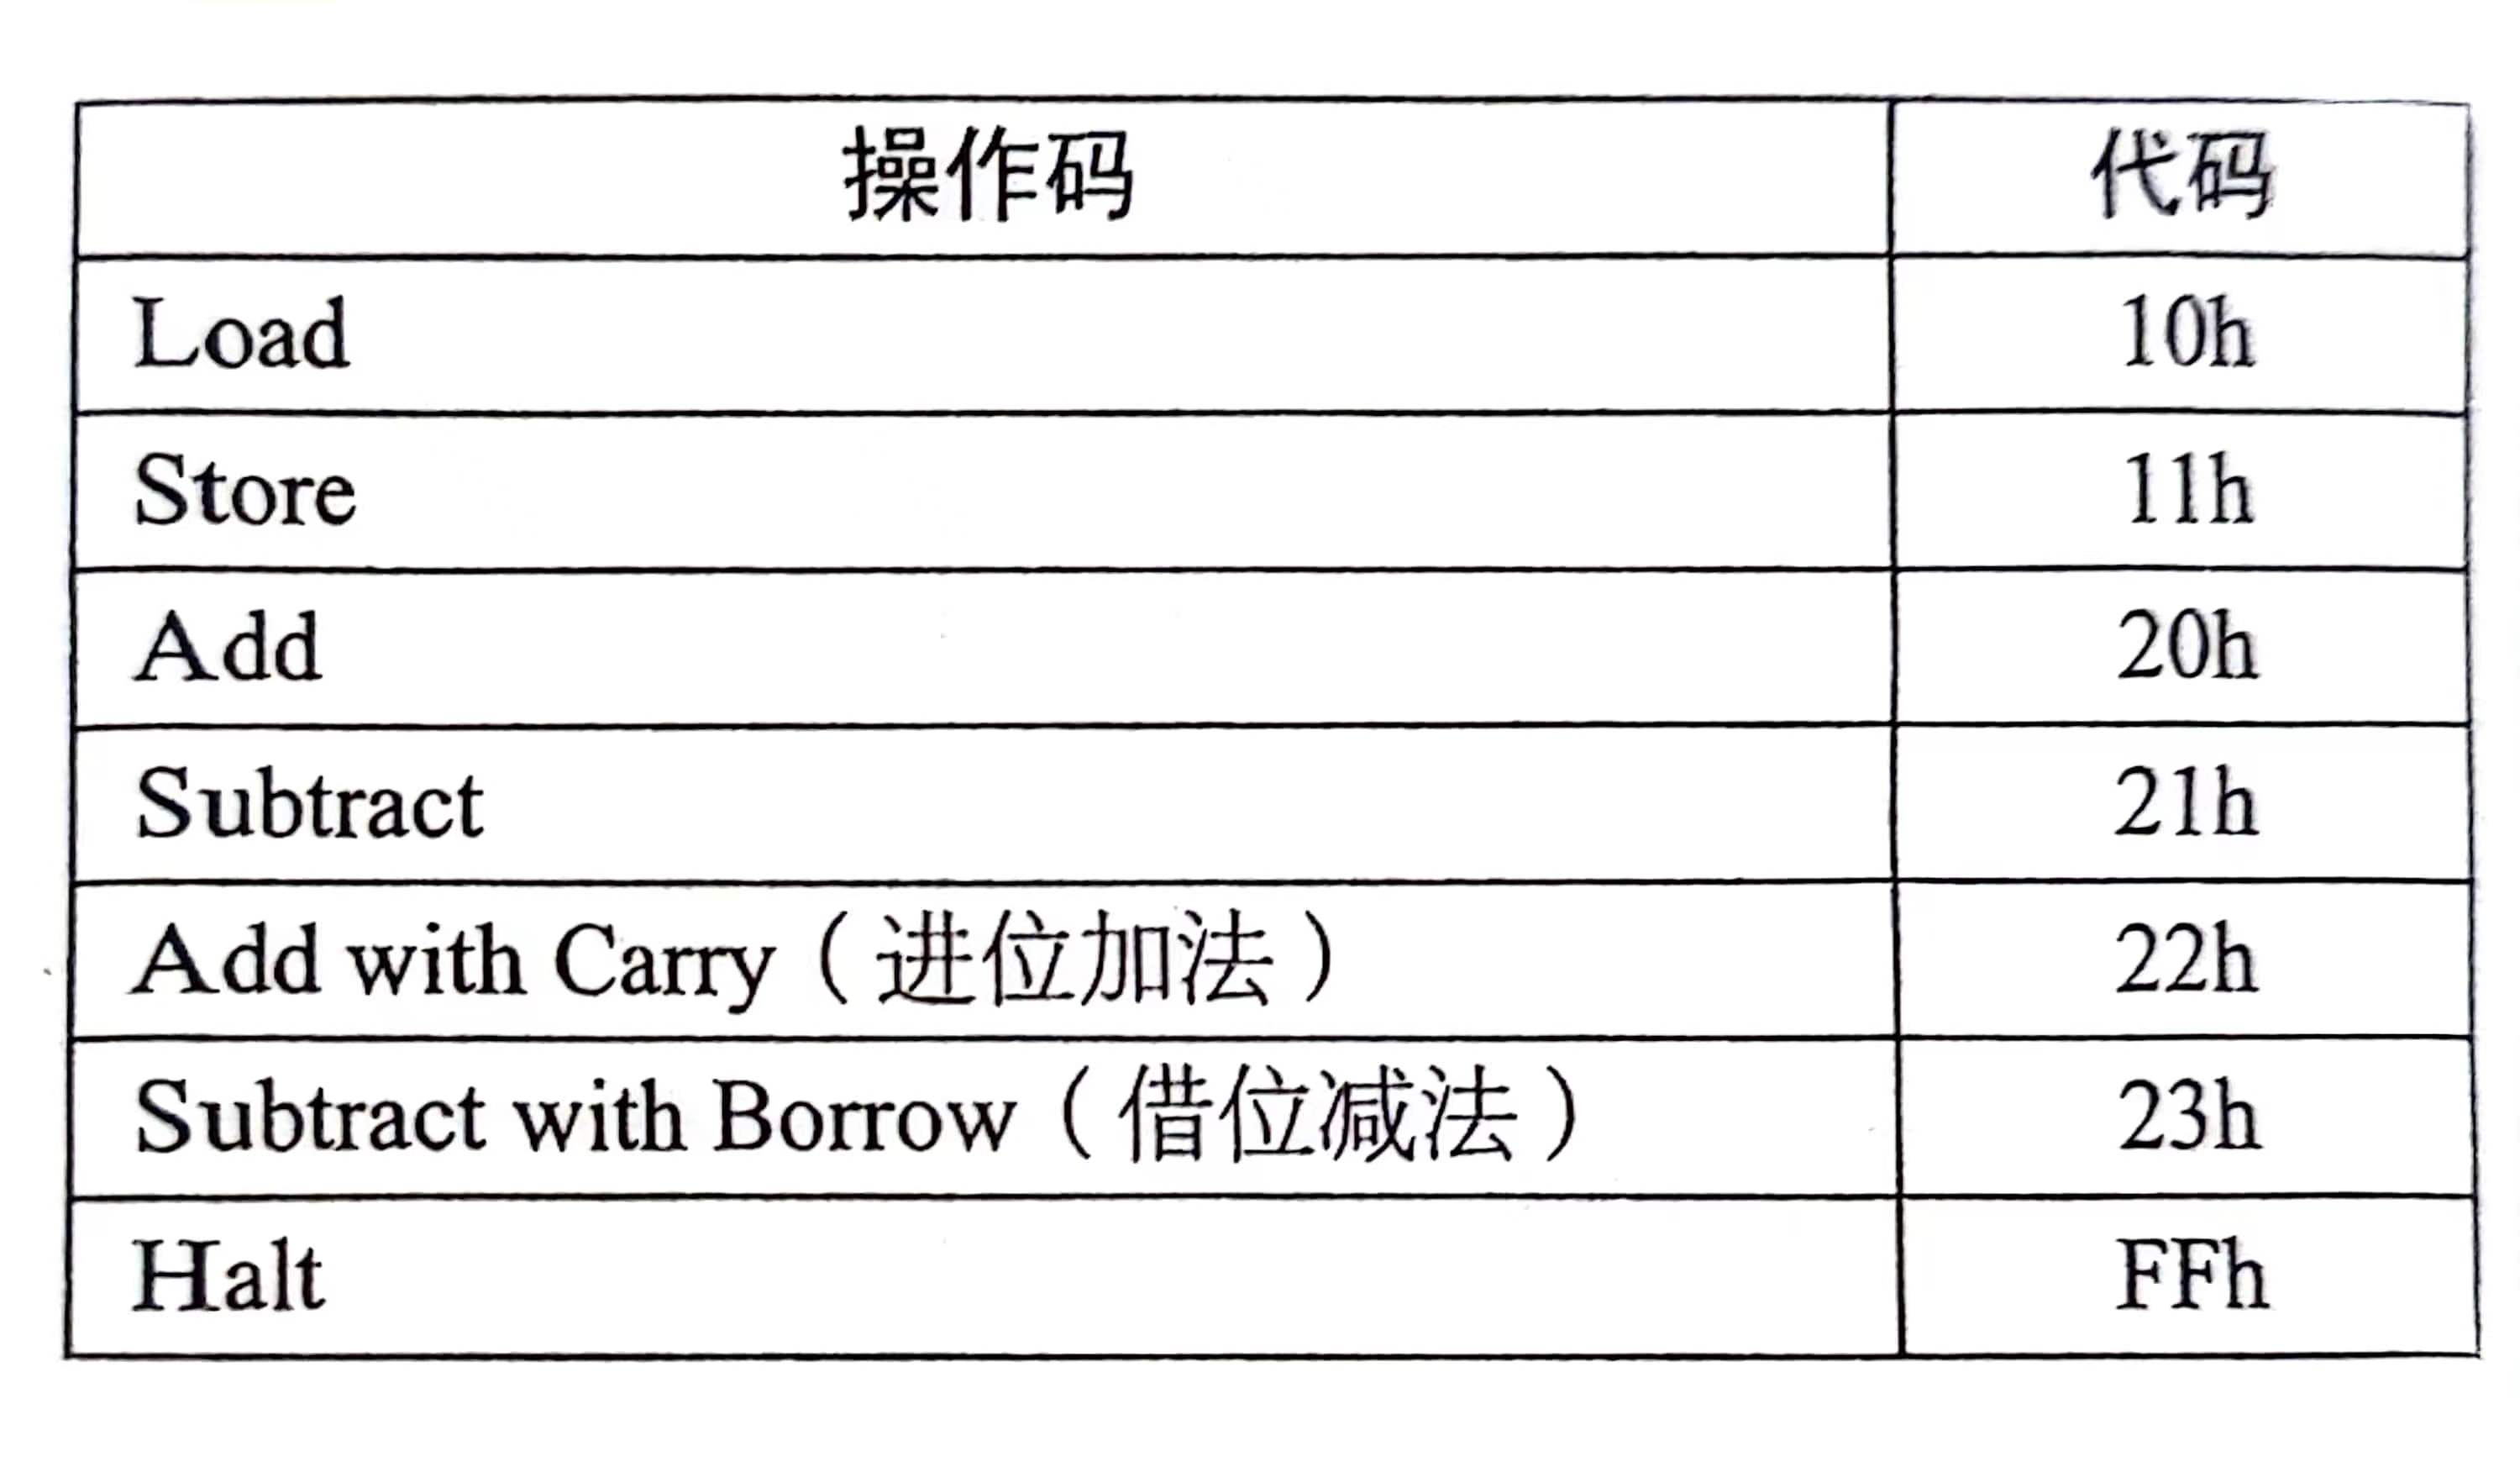 操作码 代码
Load 10h
Store 11h
Add 20h
Subtract 21h
Add with Carry（进位加法） 22h
Subtract with Borrow（借位减法） 23h
Halt FFh